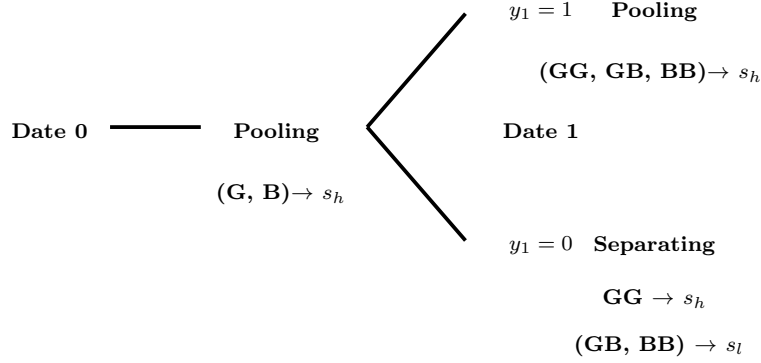 y₁ = 1 Pooling
(GG, GB, BB)→ sₕ
Date 0 Pooling Date 1
(G, B)→ sₕ
y₁ = 0 Separating
GG → sₕ
(GB, BB) → sₗ